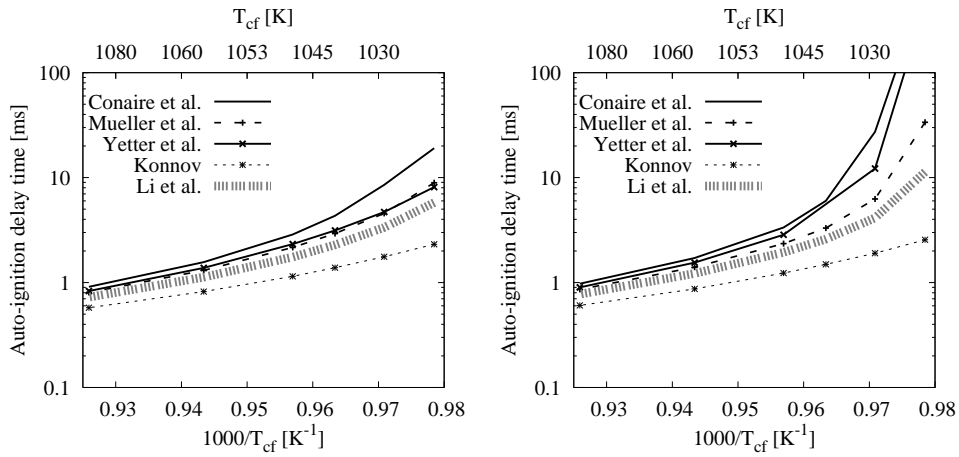 T_cf [K]
1080 1060 1053 1045 1030
100
10
1
0.1
Auto-ignition delay time [ms]
Conaire et al.
Mueller et al.
Yetter et al.
Konnov
Li et al.
0.93 0.94 0.95 0.96 0.97 0.98
1000/T_cf [K^-1]
T_cf [K]
1080 1060 1053 1045 1030
100
10
1
0.1
Auto-ignition delay time [ms]
Conaire et al.
Mueller et al.
Yetter et al.
Konnov
Li et al.
0.93 0.94 0.95 0.96 0.97 0.98
1000/T_cf [K^-1]